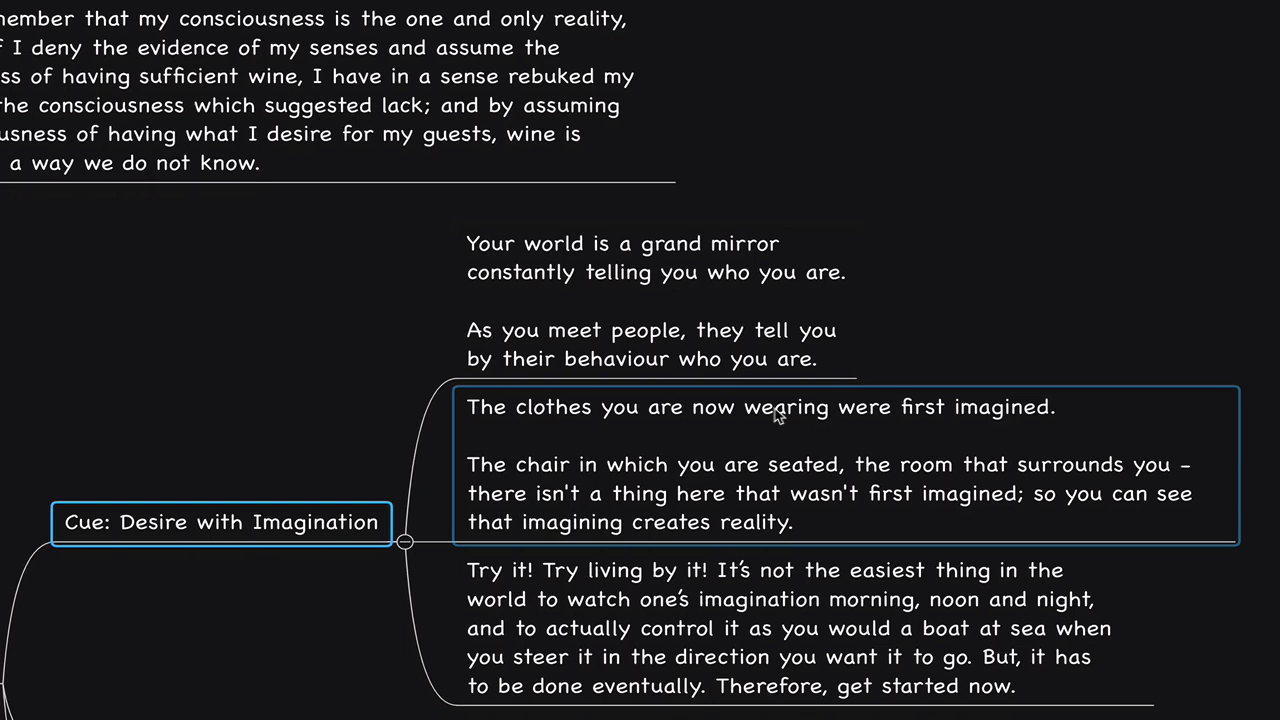 member that my consciousness is the one and only reality,
f I deny the evidence of my senses and assume the
ss of having sufficient wine, I have in a sense rebuked my
the consciousness which suggested lack; and by assuming
usness of having what I desire for my guests, wine is
a way we do not know.
Your world is a grand mirror
constantly telling you who you are.
As you meet people, they tell you
by their behaviour who you are.
The clothes you are now wearing were first imagined.
The chair in which you are seated, the room that surrounds you –
there isn't a thing here that wasn't first imagined; so you can see
that imagining creates reality.
Cue: Desire with Imagination
Try it! Try living by it! It's not the easiest thing in the
world to watch one's imagination morning, noon and night,
and to actually control it as you would a boat at sea when
you steer it in the direction you want it to go. But, it has
to be done eventually. Therefore, get started now.